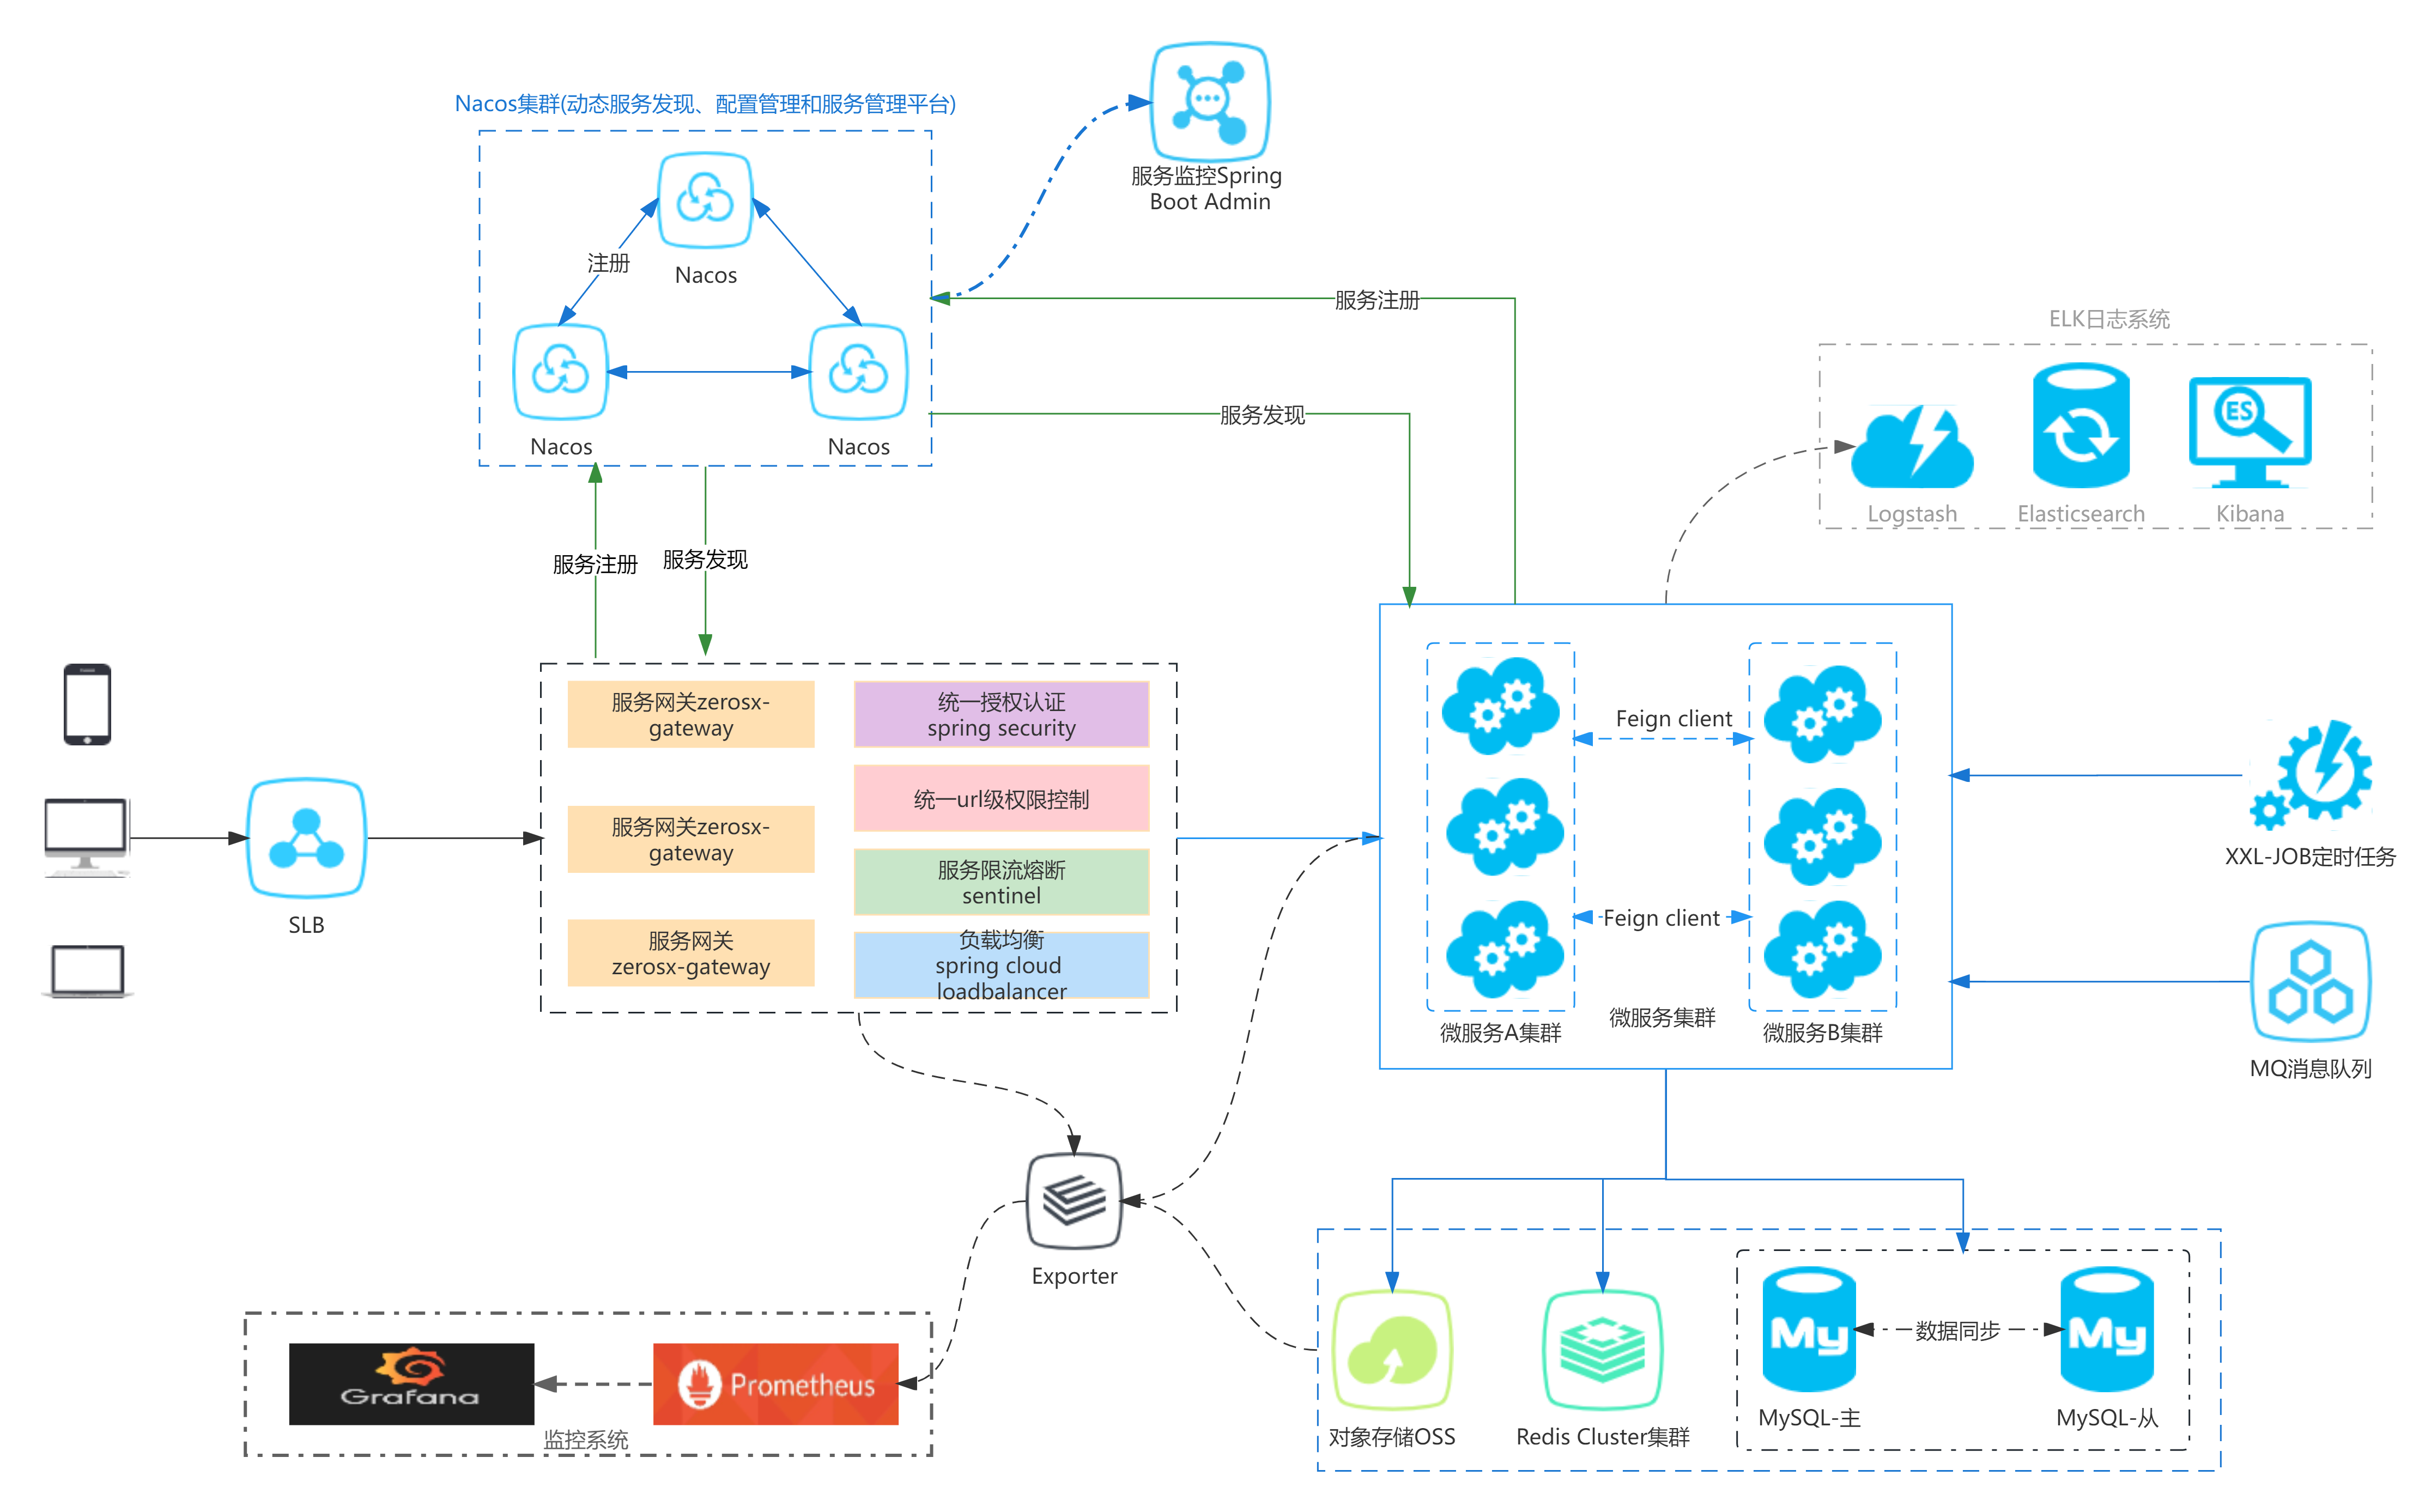 Nacos集群(动态服务发现、配置管理和服务管理平台)
服务监控Spring
Boot Admin
注册
Nacos
Nacos
Nacos
服务注册
服务发现
ELK日志系统
ES
Logstash
Elasticsearch
Kibana
服务注册
服务发现
服务网关zerosx-
gateway
统一授权认证
spring security
统一url级权限控制
服务网关zerosx-
gateway
服务限流熔断
sentinel
服务网关
zerosx-gateway
负载均衡
spring cloud
loadbalancer
SLB
Feign client
Feign client
微服务A集群
微服务集群
微服务B集群
XXL-JOB定时任务
MQ消息队列
Exporter
Grafana
Prometheus
监控系统
对象存储OSS
Redis Cluster集群
My
数据同步
My
MySQL-主
MySQL-从